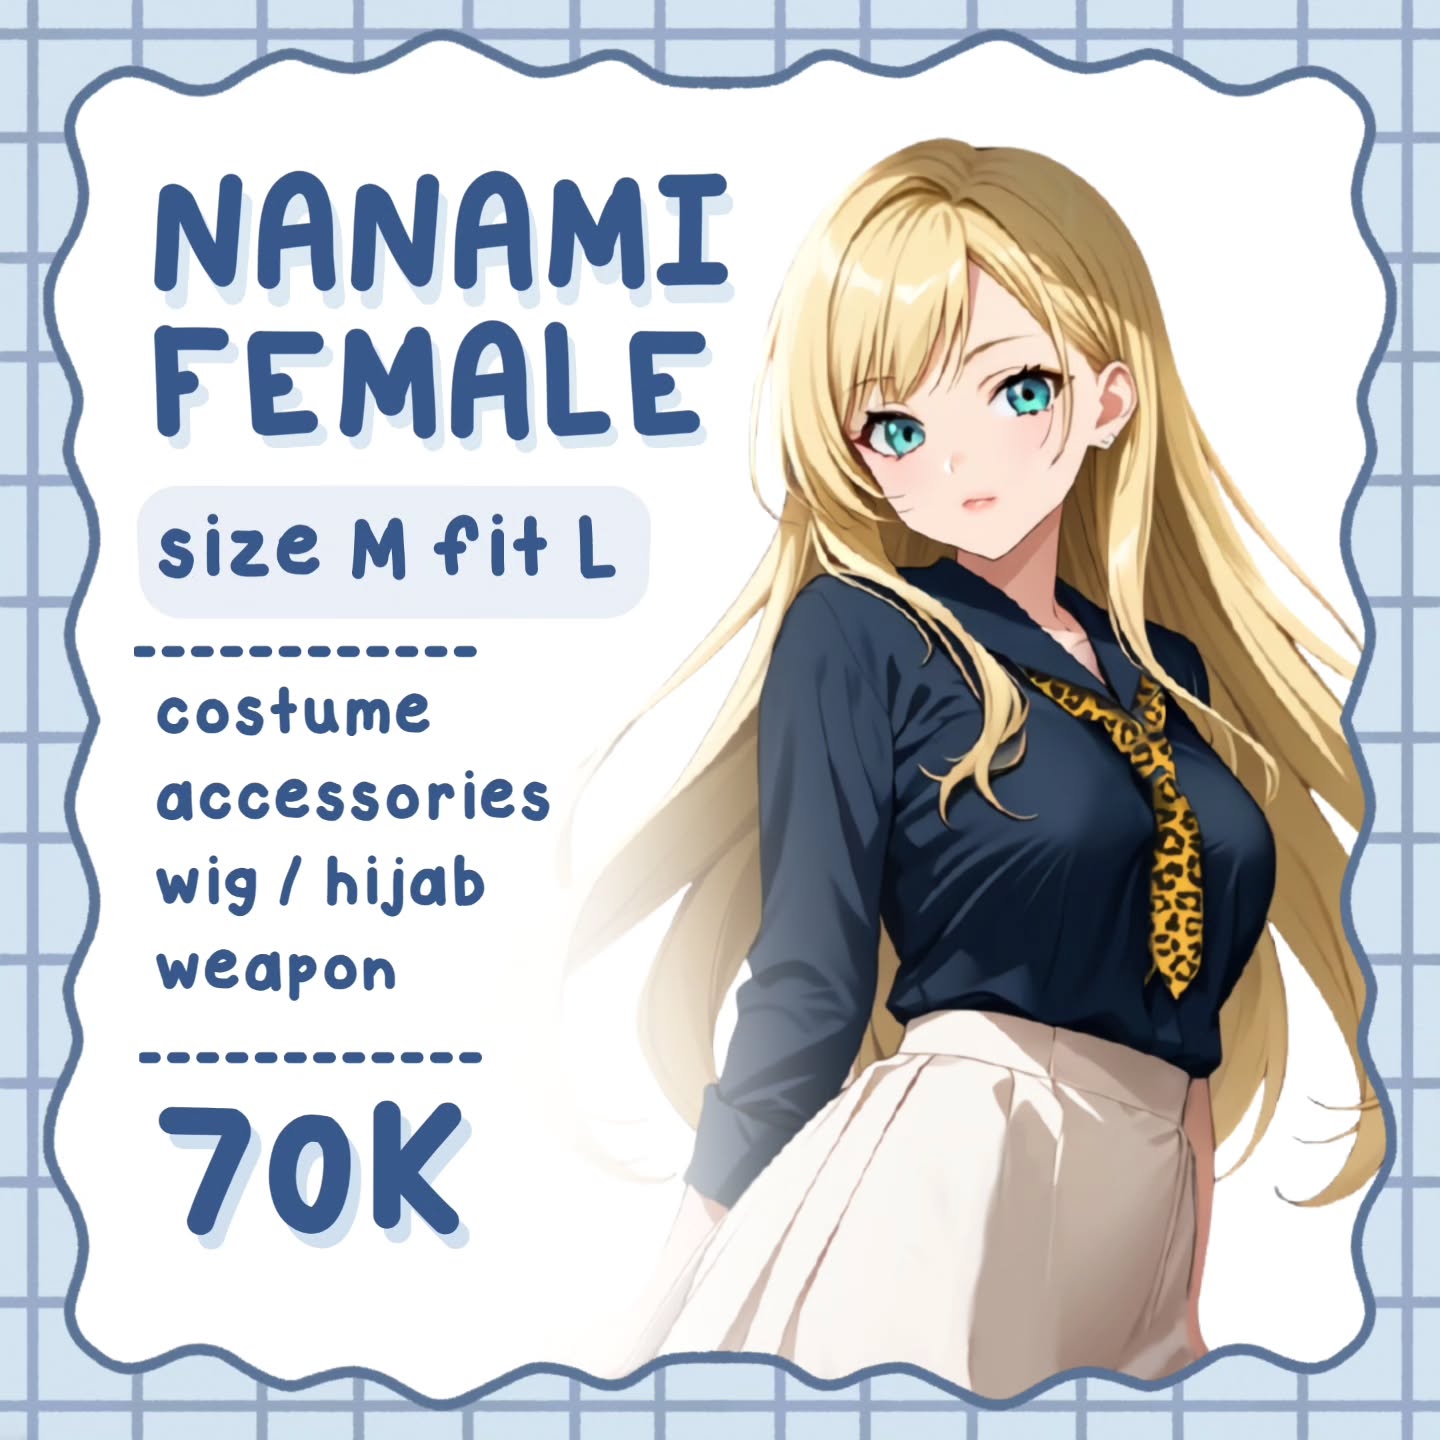 NANAMI
FEMALE
size M fit L
costume
accessories
wig / hijab
weapon
70K